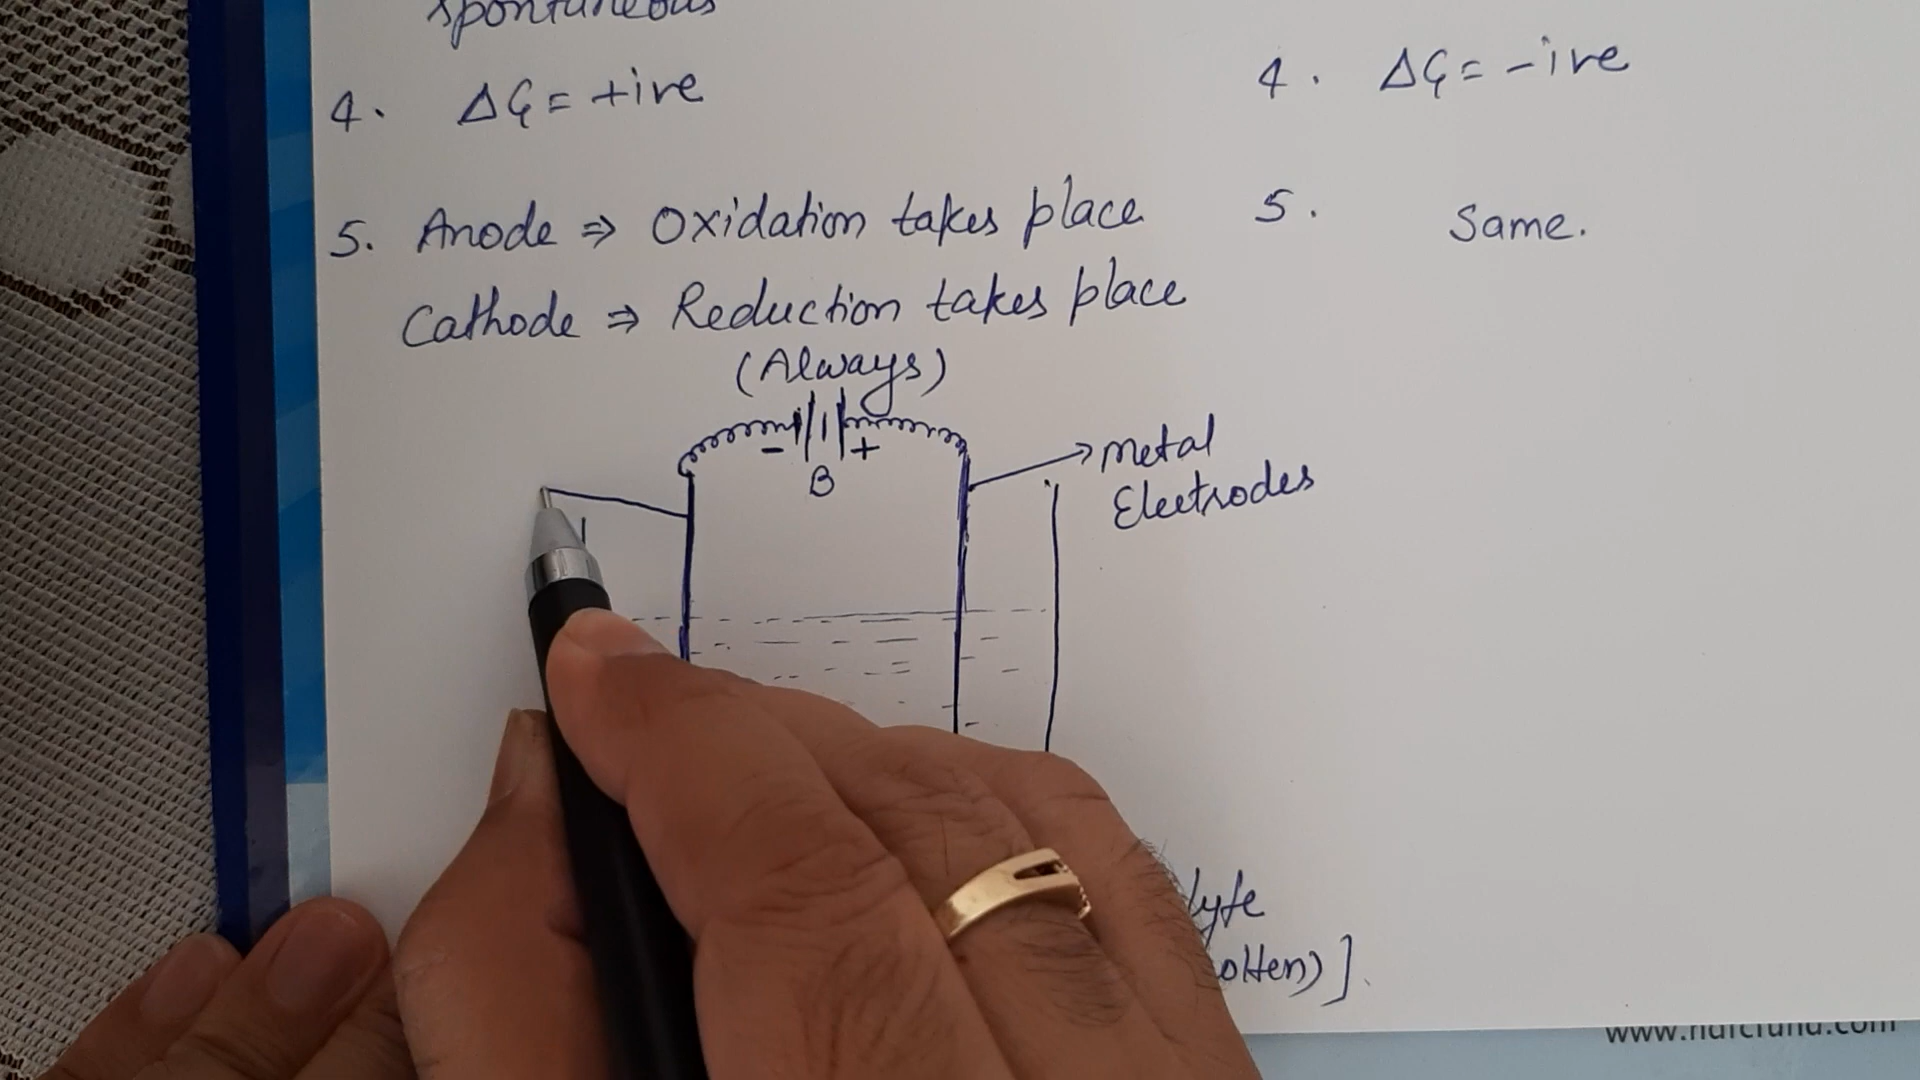 spontaneous
4. ΔG = +ive
4. ΔG = -ive
5. Anode ⇒ Oxidation takes place
5. Same.
Cathode ⇒ Reduction takes place
(Always)
- +
B
Metal
Electrodes
lyte
olten)].